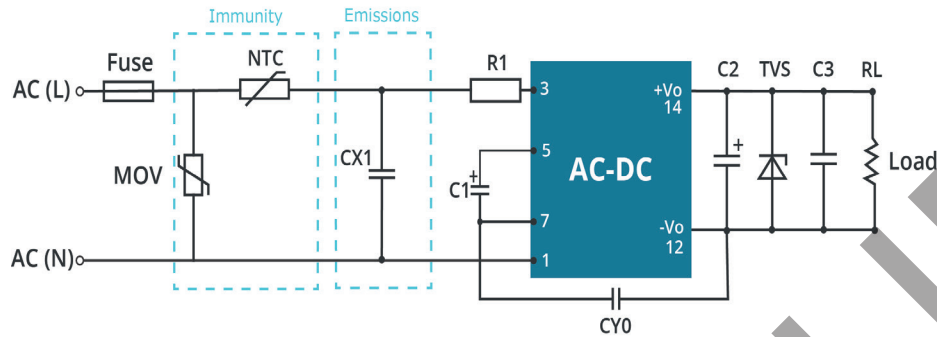 Immunity
Emissions
Fuse
NTC
R1
C2
TVS
C3
RL
AC (L)
3
+Vo
14
MOV
CX1
5
C1
AC-DC
Load
7
-Vo
12
AC (N)
1
CY0